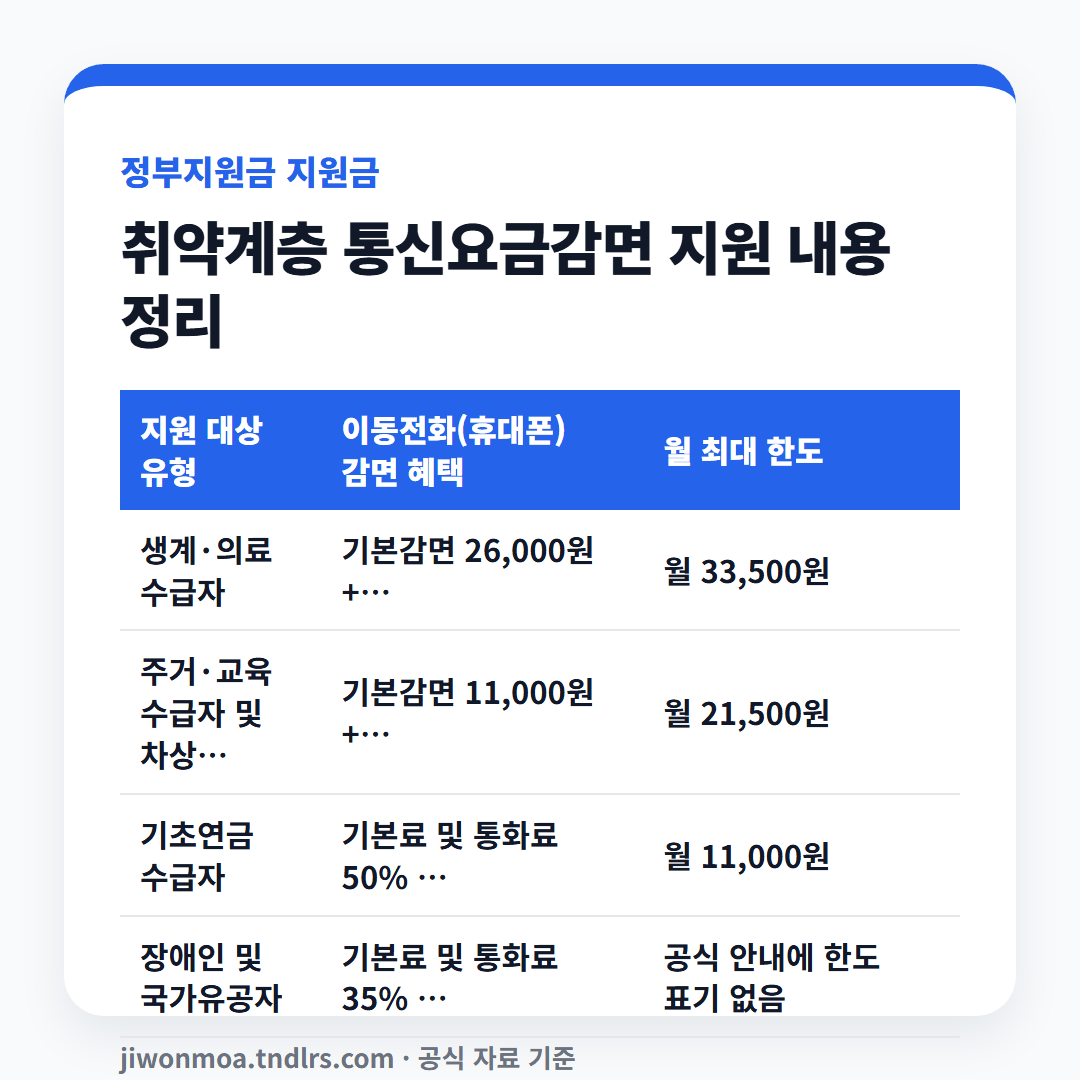 정부지원금 지원금
취약계층 통신요금감면 지원 내용
정리
지원 대상
유형
이동전화(휴대폰)
감면 혜택
월 최대 한도
생계·의료
수급자
기본감면 26,000원
+…
월 33,500원
주거·교육
수급자 및
차상…
기본감면 11,000원
+…
월 21,500원
기초연금
수급자
기본료 및 통화료
50% …
월 11,000원
장애인 및
국가유공자
기본료 및 통화료
35% …
공식 안내에 한도
표기 없음
jiwonmoa.tndlrs.com · 공식 자료 기준